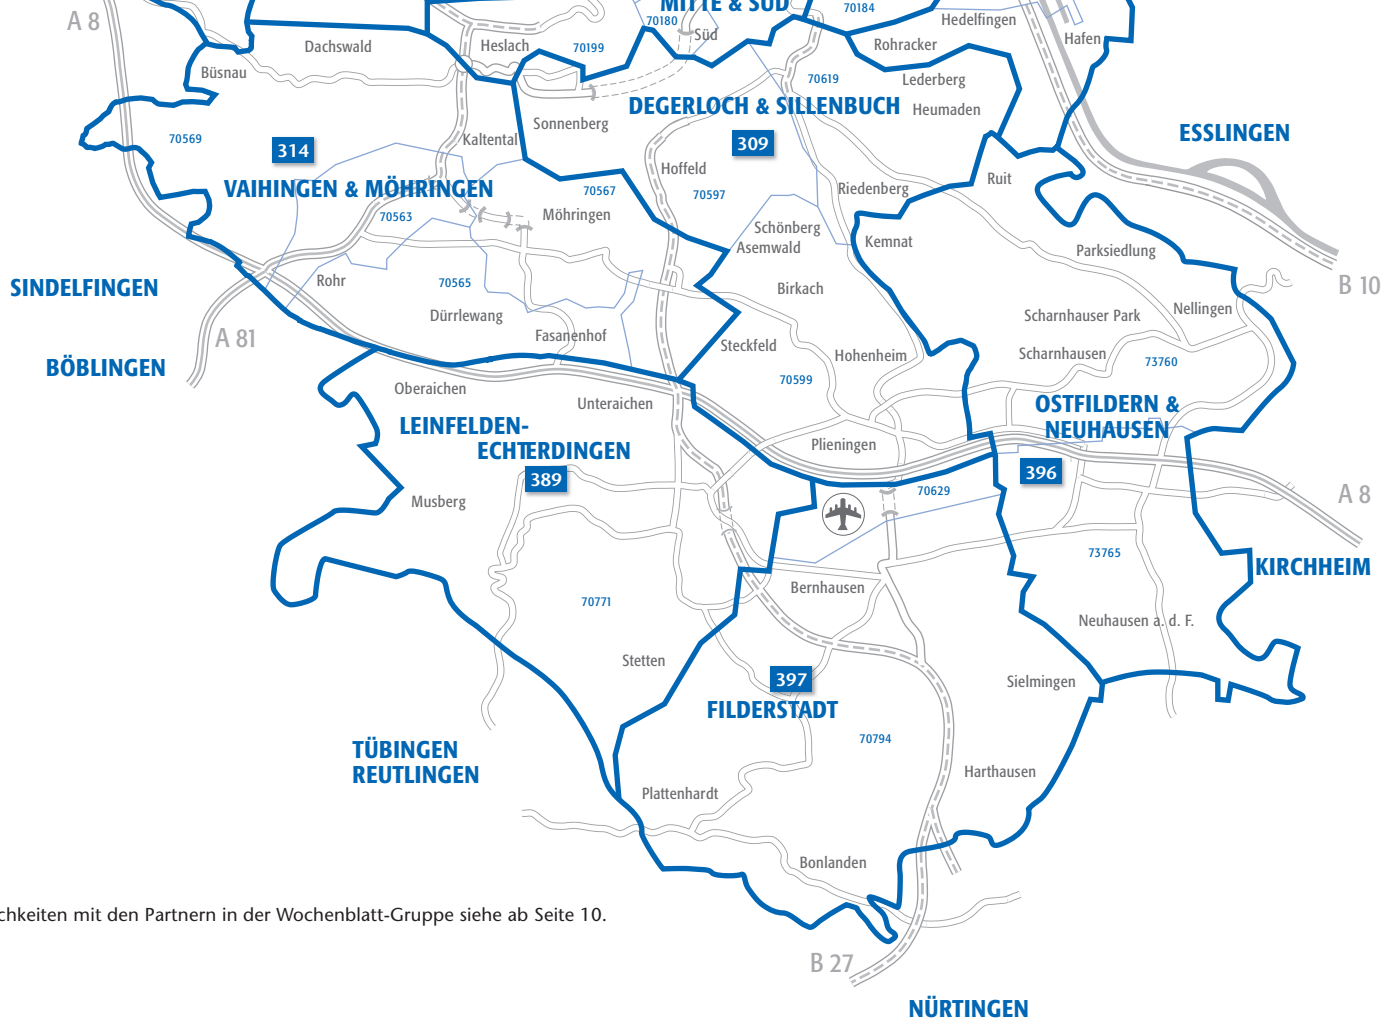 MITTE & SÜD
A 8
70180
70184
Hedelfingen
Süd
Dachswald
Heslach
70199
Rohracker
Hafen
Büsnau
70619
Lederberg
DEGERLOCH & SILLENBUCH
Heumaden
Sonnenberg
ESSLINGEN
70569
Kaltental
309
314
Hoffeld
Ruit
VAIHINGEN & MÖHRINGEN
70567
70597
Riedenberg
70563
Möhringen
Schönberg
Asemwald
Kemnat
Parksiedlung
SINDELFINGEN
Rohr
70565
Birkach
B 10
Dürrlewang
Scharnhauser Park
Nellingen
A 81
Fasanenhof
Steckfeld
Hohenheim
Scharnhausen
73760
BÖBLINGEN
Oberaichen
70599
Unteraichen
OSTFILDERN &
NEUHAUSEN
LEINFELDEN-
ECHTERDINGEN
Plieningen
389
396
70629
A 8
Musberg
73765
KIRCHHEIM
Bernhausen
70771
Neuhausen a. d. F.
Stetten
397
Sielmingen
FILDERSTADT
70794
TÜBINGEN
REUTLINGEN
Harthausen
Plattenhardt
Bonlanden
chkeiten mit den Partnern in der Wochenblatt-Gruppe siehe ab Seite 10.
B 27
NÜRTINGEN